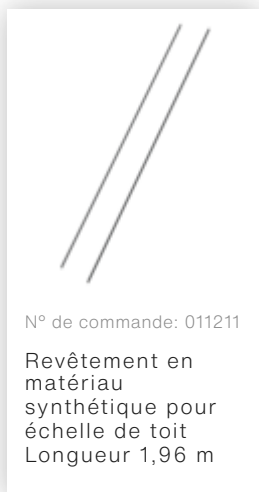 N° de commande: 011211
Revêtement en
matériau
synthétique pour
échelle de toit
Longueur 1,96 m